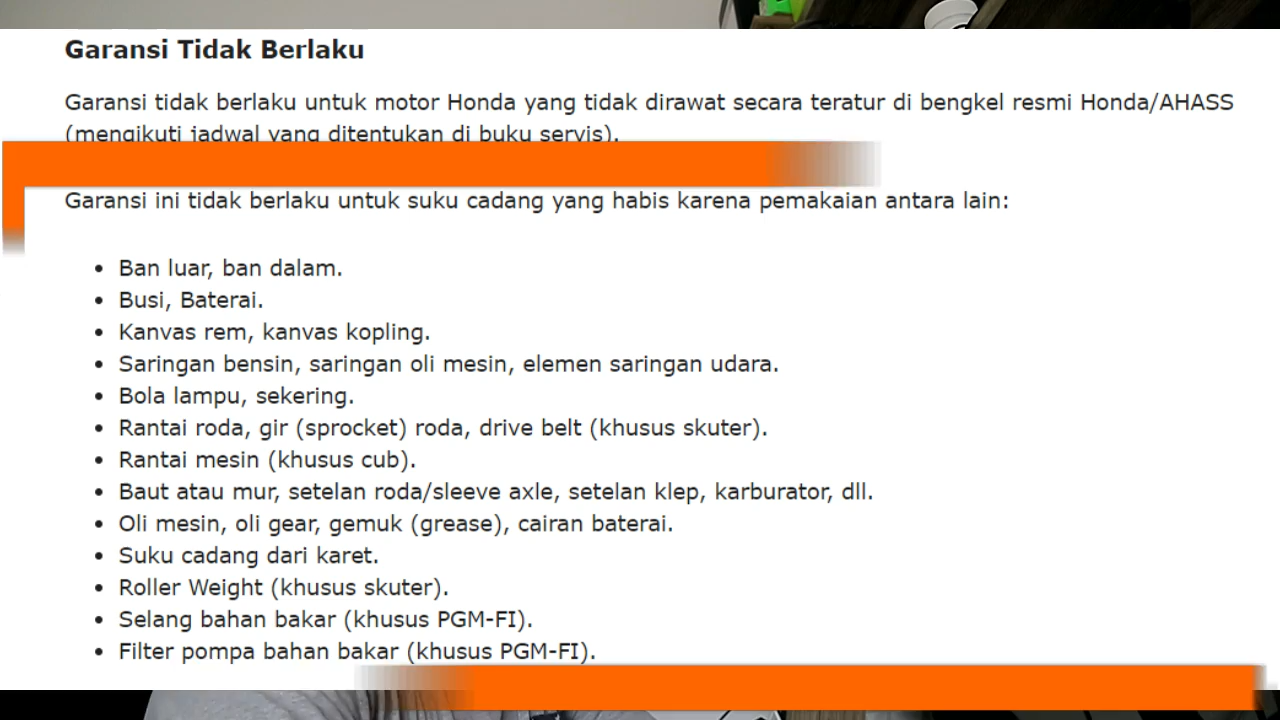 Garansi Tidak Berlaku
Garansi tidak berlaku untuk motor Honda yang tidak dirawat secara teratur di bengkel resmi Honda/AHASS
(mengikuti jadwal yang ditentukan di buku servis).
Garansi ini tidak berlaku untuk suku cadang yang habis karena pemakaian antara lain:
• Ban luar, ban dalam.
• Busi, Baterai.
• Kanvas rem, kanvas kopling.
• Saringan bensin, saringan oli mesin, elemen saringan udara.
• Bola lampu, sekering.
• Rantai roda, gir (sprocket) roda, drive belt (khusus skuter).
• Rantai mesin (khusus cub).
• Baut atau mur, setelan roda/sleeve axle, setelan klep, karburator, dll.
• Oli mesin, oli gear, gemuk (grease), cairan baterai.
• Suku cadang dari karet.
• Roller Weight (khusus skuter).
• Selang bahan bakar (khusus PGM-FI).
• Filter pompa bahan bakar (khusus PGM-FI).